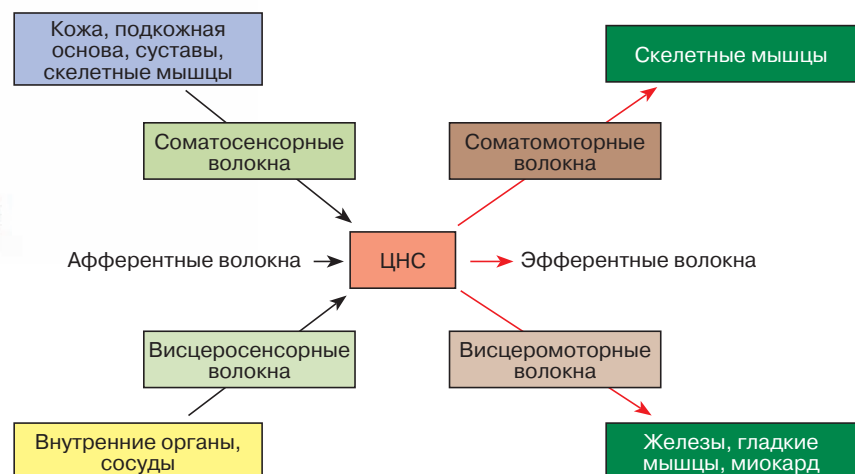 Кожа, подкожная
основа, суставы,
скелетные мышцы
Скелетные мышцы
Соматосенсорные
волокна
Соматомоторные
волокна
Афферентные волокна
ЦНС
Эфферентные волокна
Висцеросенсорные
волокна
Висцеромоторные
волокна
Внутренние органы,
сосуды
Железы, гладкие
мышцы, миокард